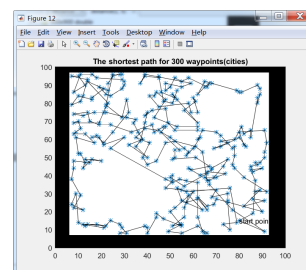 Figure 12
File Edit View Insert Tools Desktop Window Help
The shortest path for 300 waypoints(cities)
100
90
80
70
60
50
40
30
20
10
0
start poin
0 10 20 30 40 50 60 70 80 90 100